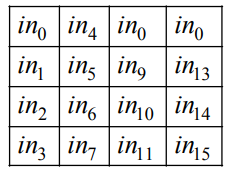 in₀ in₄ in₀ in₀
in₁ in₅ in₉ in₁₃
in₂ in₆ in₁₀ in₁₄
in₃ in₇ in₁₁ in₁₅